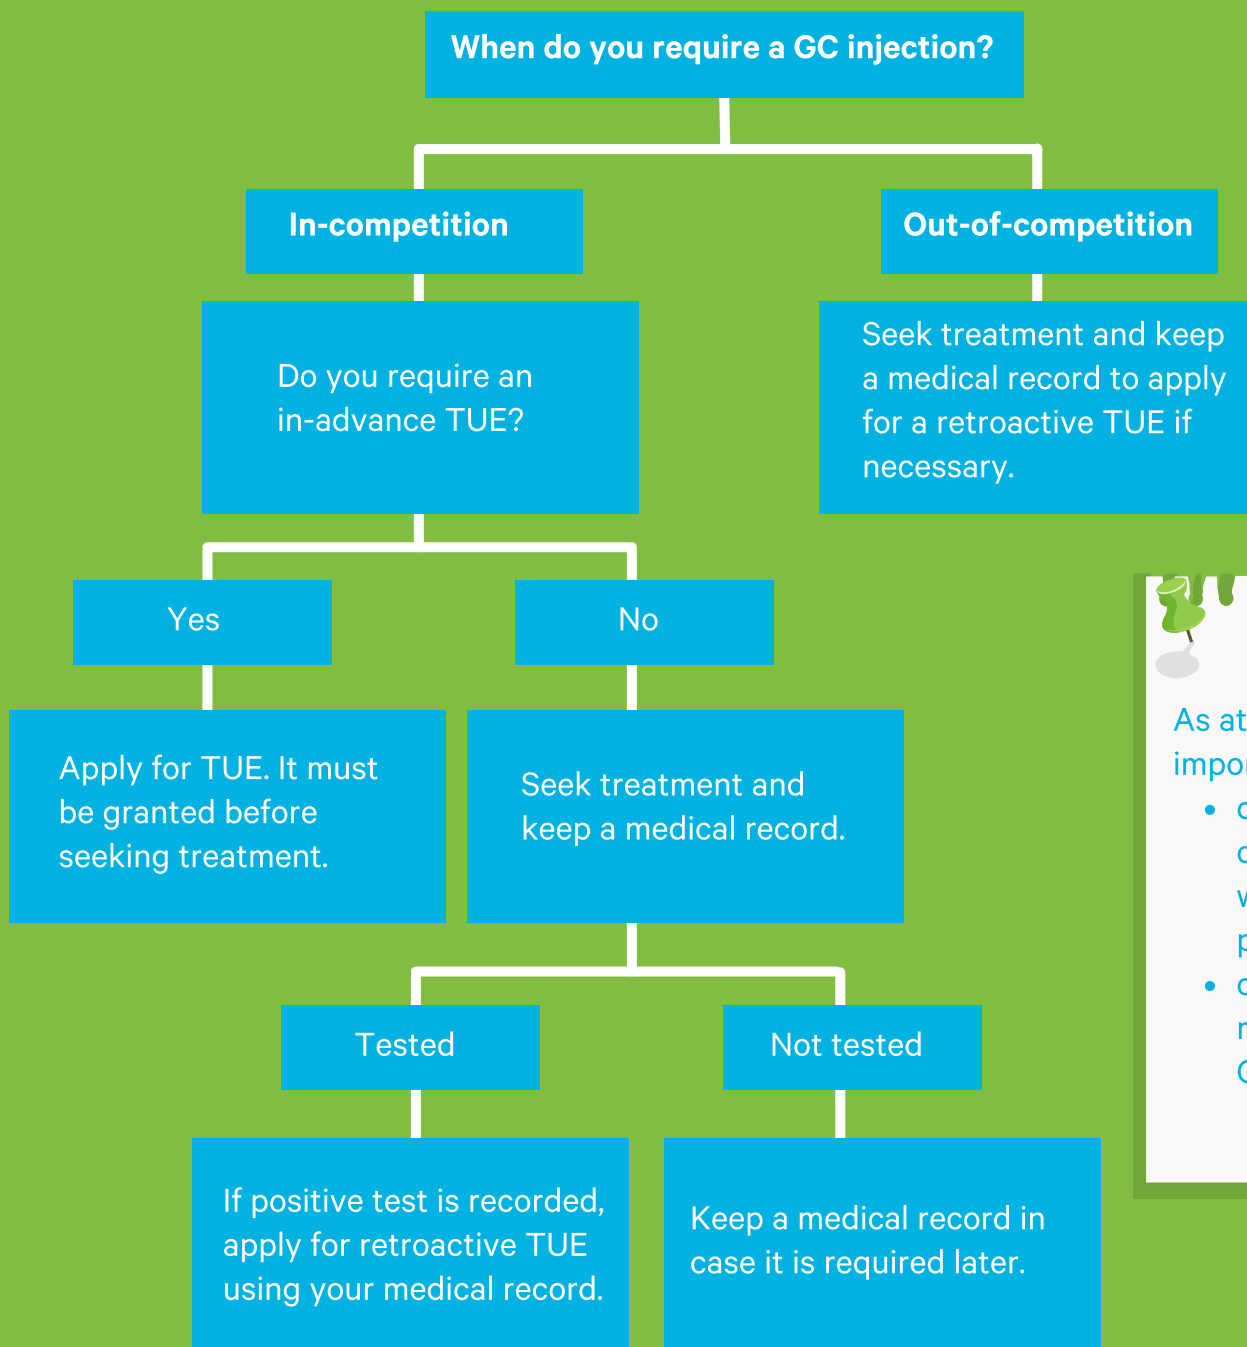 When do you require a GC injection?
In-competition
Out-of-competition
Do you require an
in-advance TUE?
Seek treatment and keep
a medical record to apply
for a retroactive TUE if
necessary.
Yes
No
Apply for TUE. It must
be granted before
seeking treatment.
Seek treatment and
keep a medical record.
Tested
Not tested
If positive test is recorded,
apply for retroactive TUE
using your medical record.
Keep a medical record in
case it is required later.
As